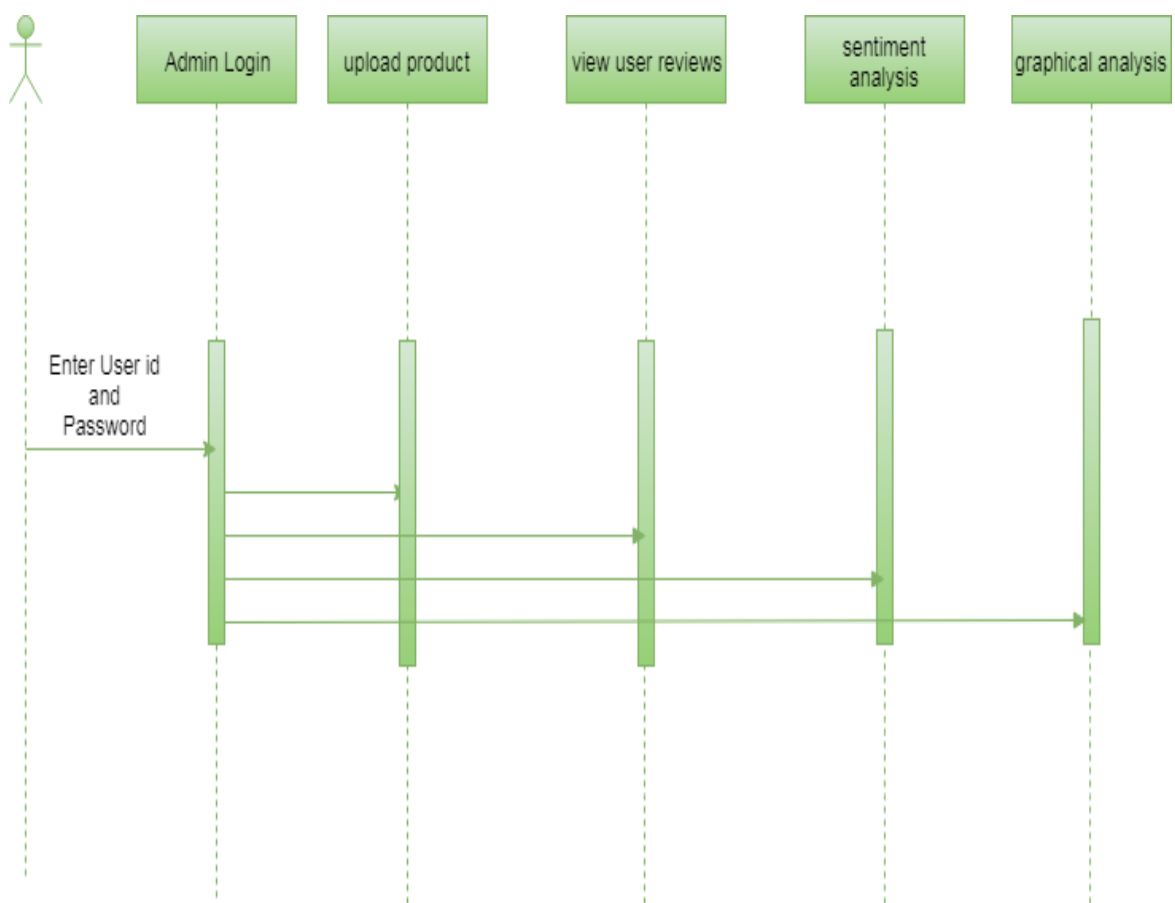 Admin Login
upload product
view user reviews
sentiment
analysis
graphical analysis
Enter User id
and
Password